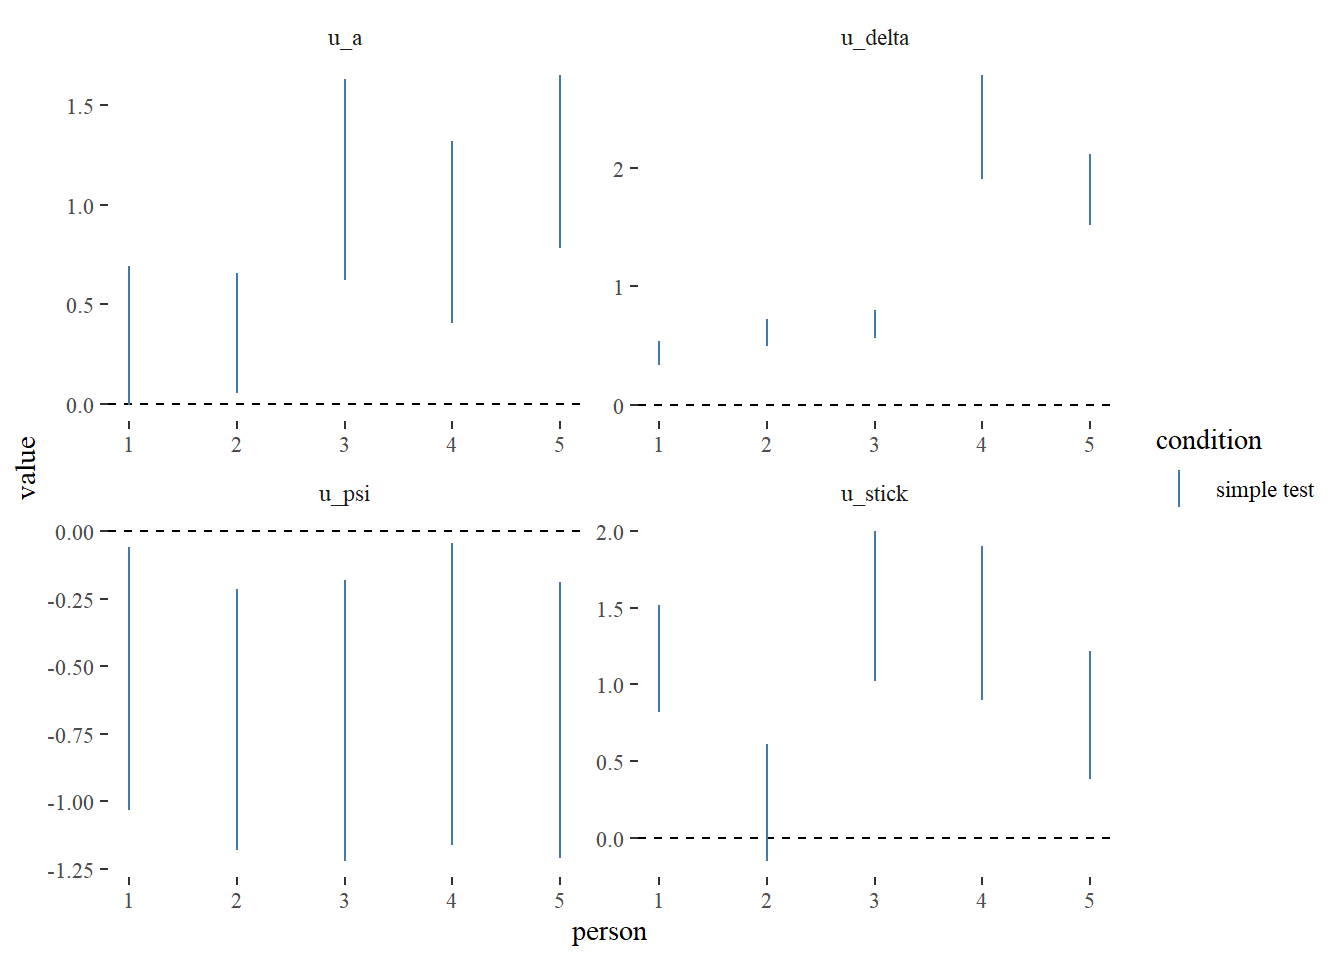 u_a
u_delta
1.5
1.0
0.5
0.0
2
1
0
1 2 3 4 5
1 2 3 4 5
value
condition
simple test
u_psi
u_stick
0.00
-0.25
-0.50
-0.75
-1.00
-1.25
2.0
1.5
1.0
0.5
0.0
1 2 3 4 5
1 2 3 4 5
person